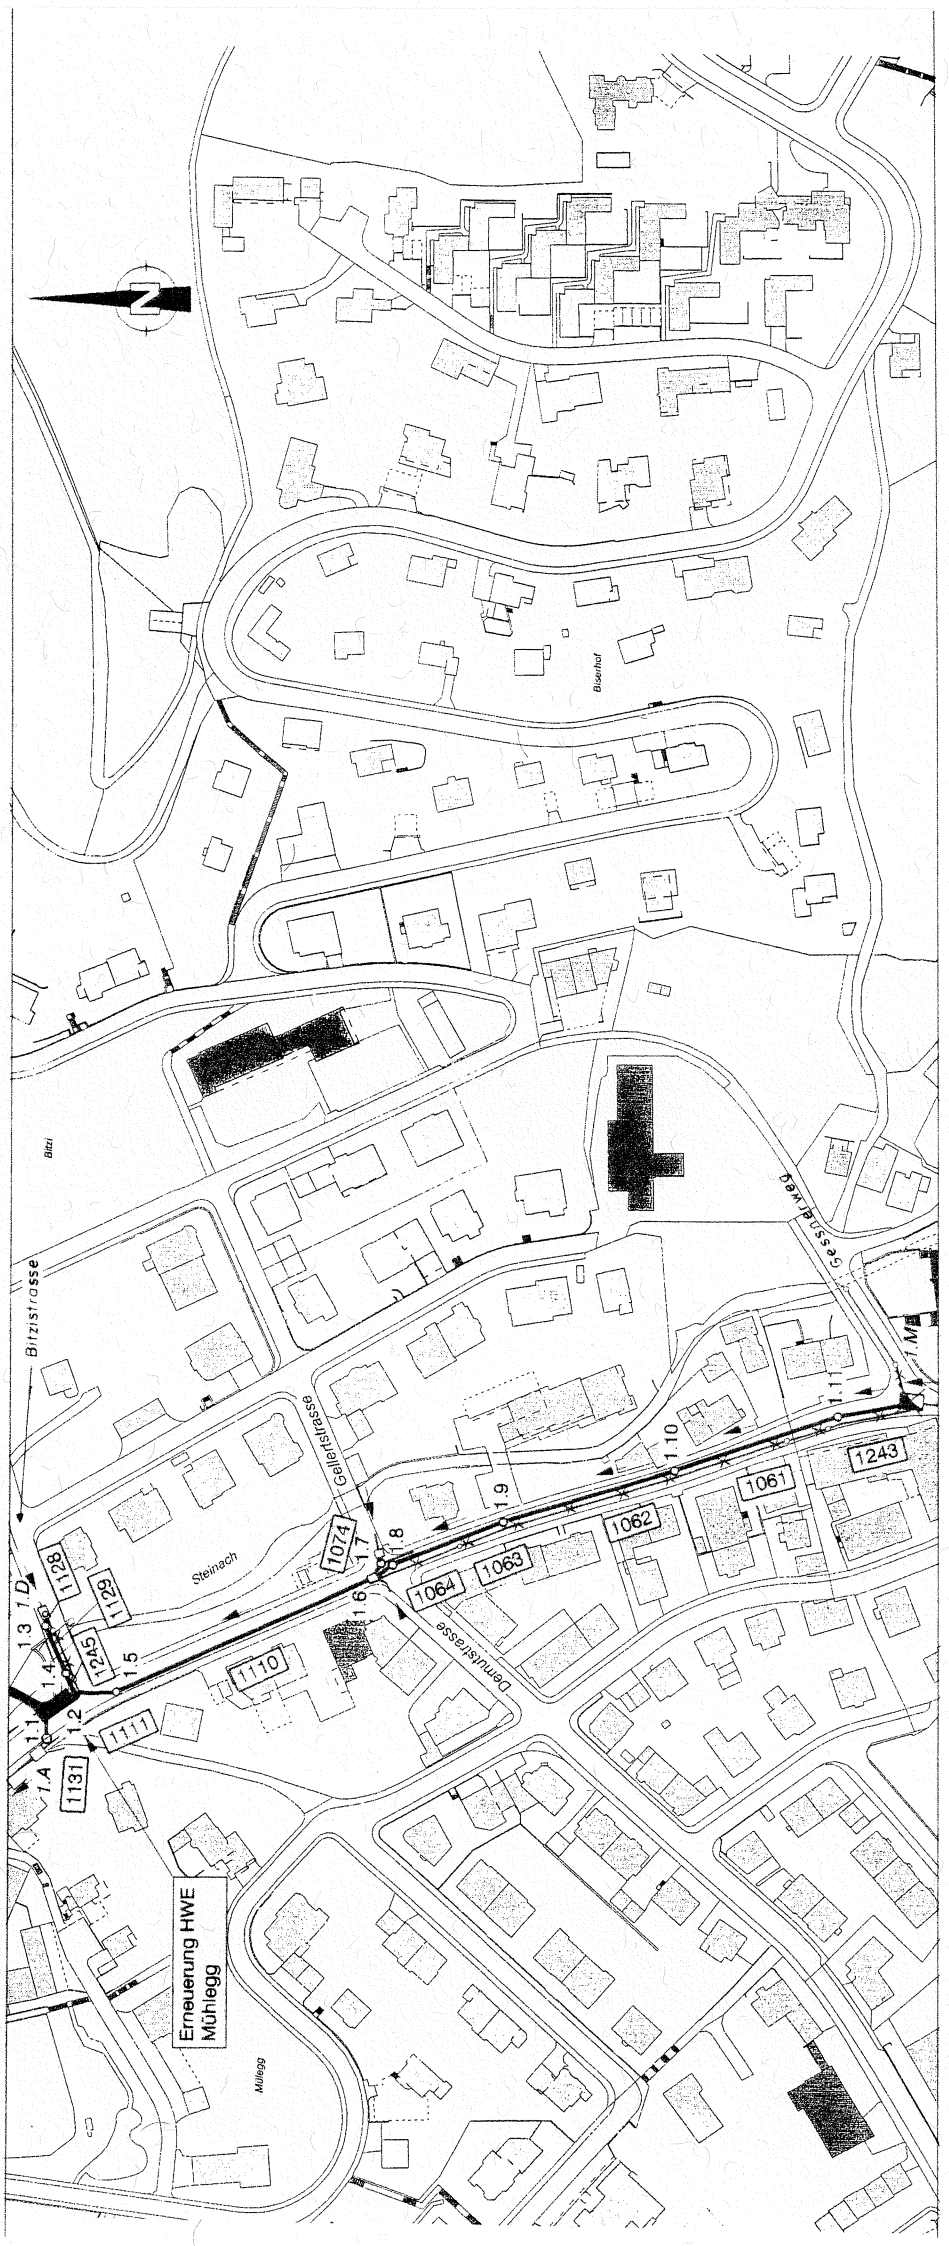 N
Biserhof
Bitzi
Bitzistrasse
Gessnerweg
Gellertstrasse
Steinach
Demutstrasse
1.M
1.11
1.10
1.9
1.8
1.7
1.6
1.5
1.4
1.3
1.D
1.1
1.2
1.A
1243
1061
1062
1063
1064
1074
1128
1129
1245
1110
1111
1131
Erneuerung HWE
Mühlegg
Mülegg